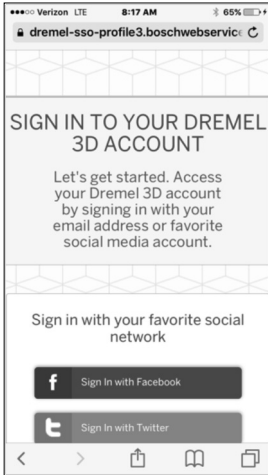 Verizon LTE 8:17 AM 65%
dremel-sso-profile3.boschwebservice
SIGN IN TO YOUR DREMEL
3D ACCOUNT
Let's get started. Access
your Dremel 3D account
by signing in with your
email address or favorite
social media account.
Sign in with your favorite social
network
f Sign In with Facebook
Sign In with Twitter